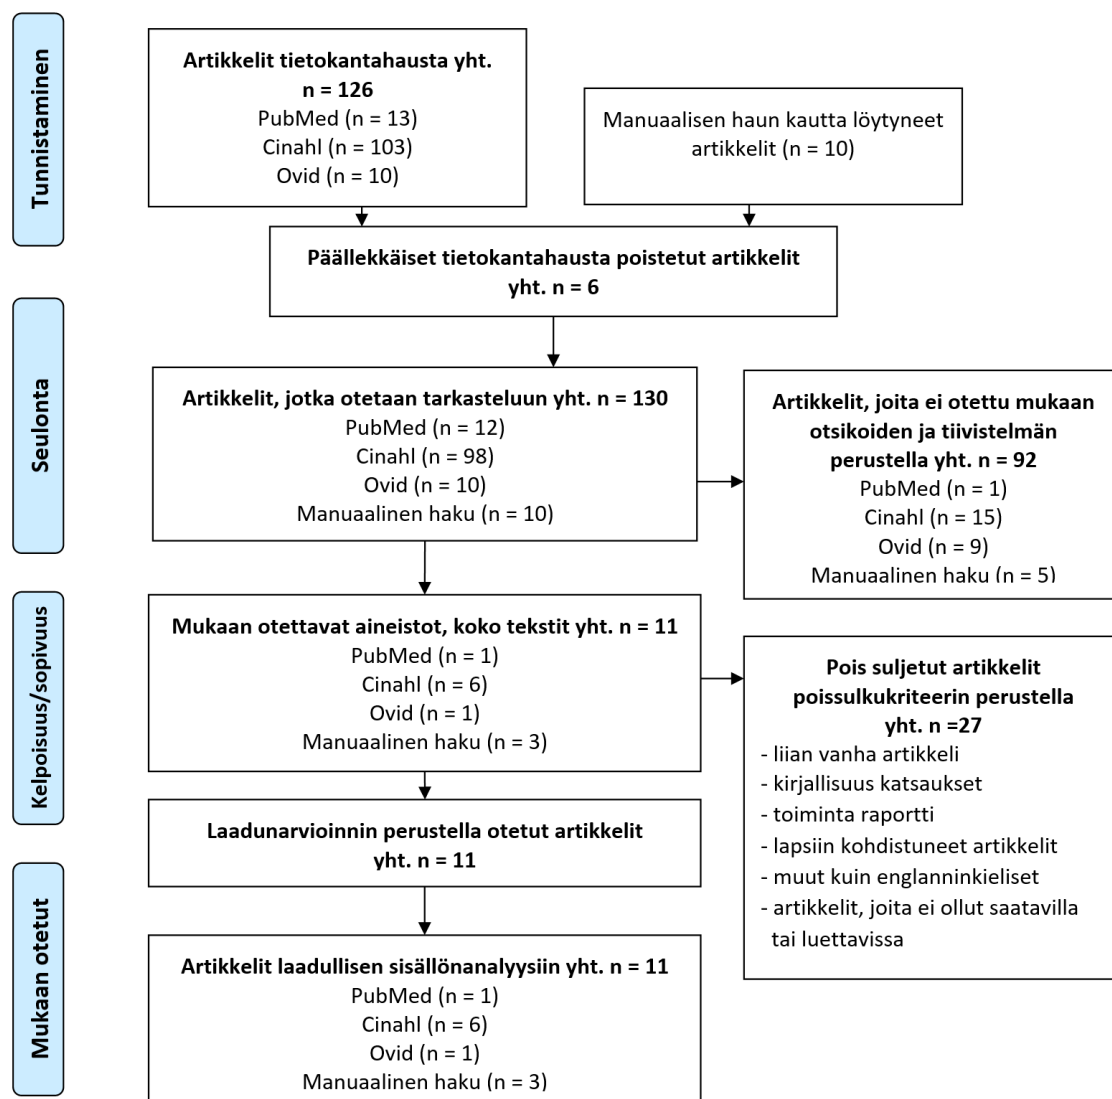 Tunnistaminen
Artikkelit tietokantahausta yht.
n = 126
PubMed (n = 13)
Cinahl (n = 103)
Ovid (n = 10)
Manuaalisen haun kautta löytyneet
artikkelit (n = 10)
Päällekkäiset tietokantahausta poistetut artikkelit
yht. n = 6
Seulonta
Artikkelit, jotka otetaan tarkasteluun yht. n = 130
PubMed (n = 12)
Cinahl (n = 98)
Ovid (n = 10)
Manuaalinen haku (n = 10)
Artikkelit, joita ei otettu mukaan
otsikoiden ja tiivistelmän
perustella yht. n = 92
PubMed (n = 1)
Cinahl (n = 15)
Ovid (n = 9)
Manuaalinen haku (n = 5)
Kelpoisuus/sopivuus
Mukaan otettavat aineistot, koko tekstit yht. n = 11
PubMed (n = 1)
Cinahl (n = 6)
Ovid (n = 1)
Manuaalinen haku (n = 3)
Pois suljetut artikkelit
poissulkukriteerin perustella
yht. n =27
- liian vanha artikkeli
- kirjallisuus katsaukset
- toiminta raportti
- lapsiin kohdistuneet artikkelit
- muut kuin englanninkieliset
- artikkelit, joita ei ollut saatavilla
tai luettavissa
Laadunarvioinnin perustella otetut artikkelit
yht. n = 11
Mukaan otetut
Artikkelit laadullisen sisällönanalyysiin yht. n = 11
PubMed (n = 1)
Cinahl (n = 6)
Ovid (n = 1)
Manuaalinen haku (n = 3)